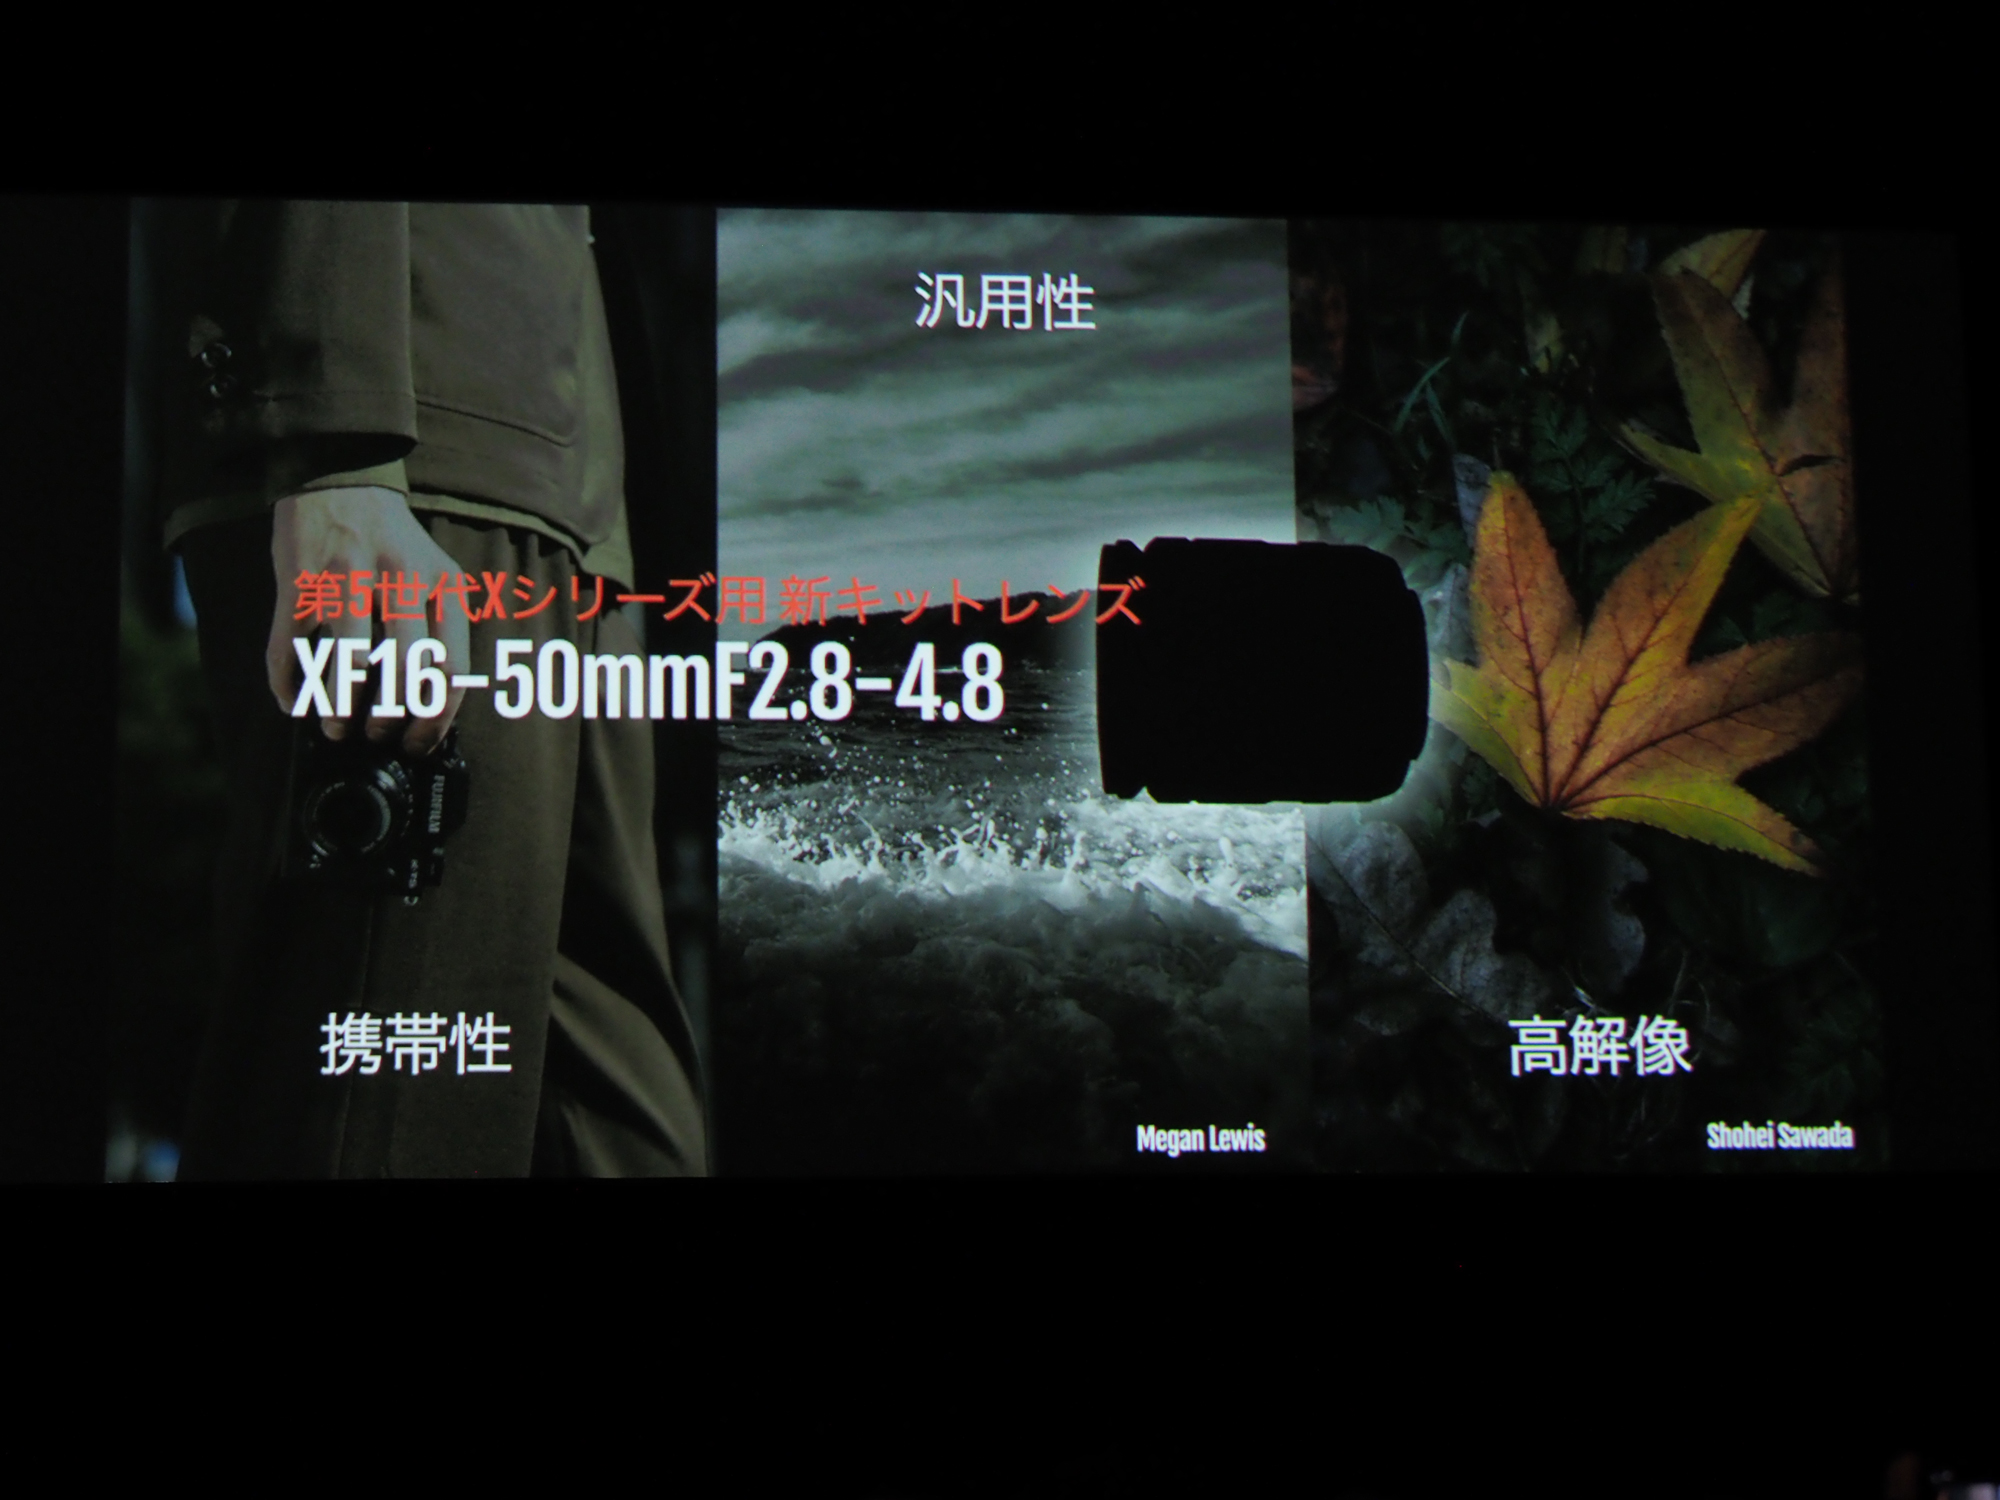 汎用性
第5世代Xシリーズ用 新キットレンズ
XF16-50mmF2.8-4.8
FUJIFILM
携帯性
高解像
Megan Lewis
Shohei Sawada